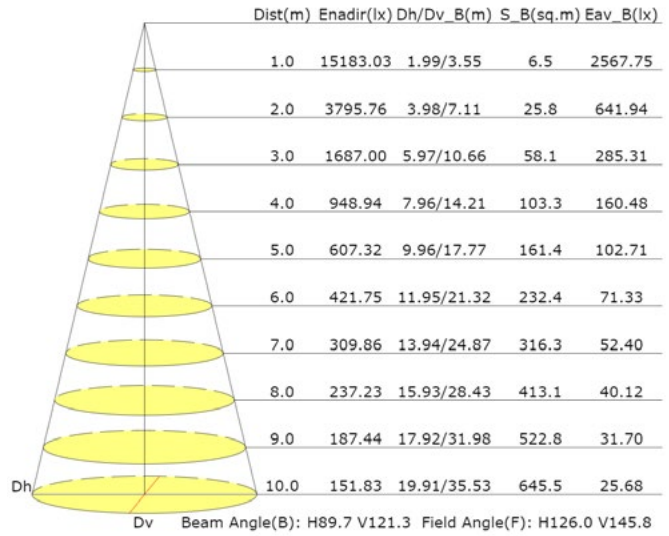 Dist(m) Enadir(lx) Dh/Dv_B(m) S_B(sq.m) Eav_B(lx)
1.0 15183.03 1.99/3.55 6.5 2567.75
2.0 3795.76 3.98/7.11 25.8 641.94
3.0 1687.00 5.97/10.66 58.1 285.31
4.0 948.94 7.96/14.21 103.3 160.48
5.0 607.32 9.96/17.77 161.4 102.71
6.0 421.75 11.95/21.32 232.4 71.33
7.0 309.86 13.94/24.87 316.3 52.40
8.0 237.23 15.93/28.43 413.1 40.12
9.0 187.44 17.92/31.98 522.8 31.70
Dh 10.0 151.83 19.91/35.53 645.5 25.68
Dv Beam Angle(B): H89.7 V121.3 Field Angle(F): H126.0 V145.8